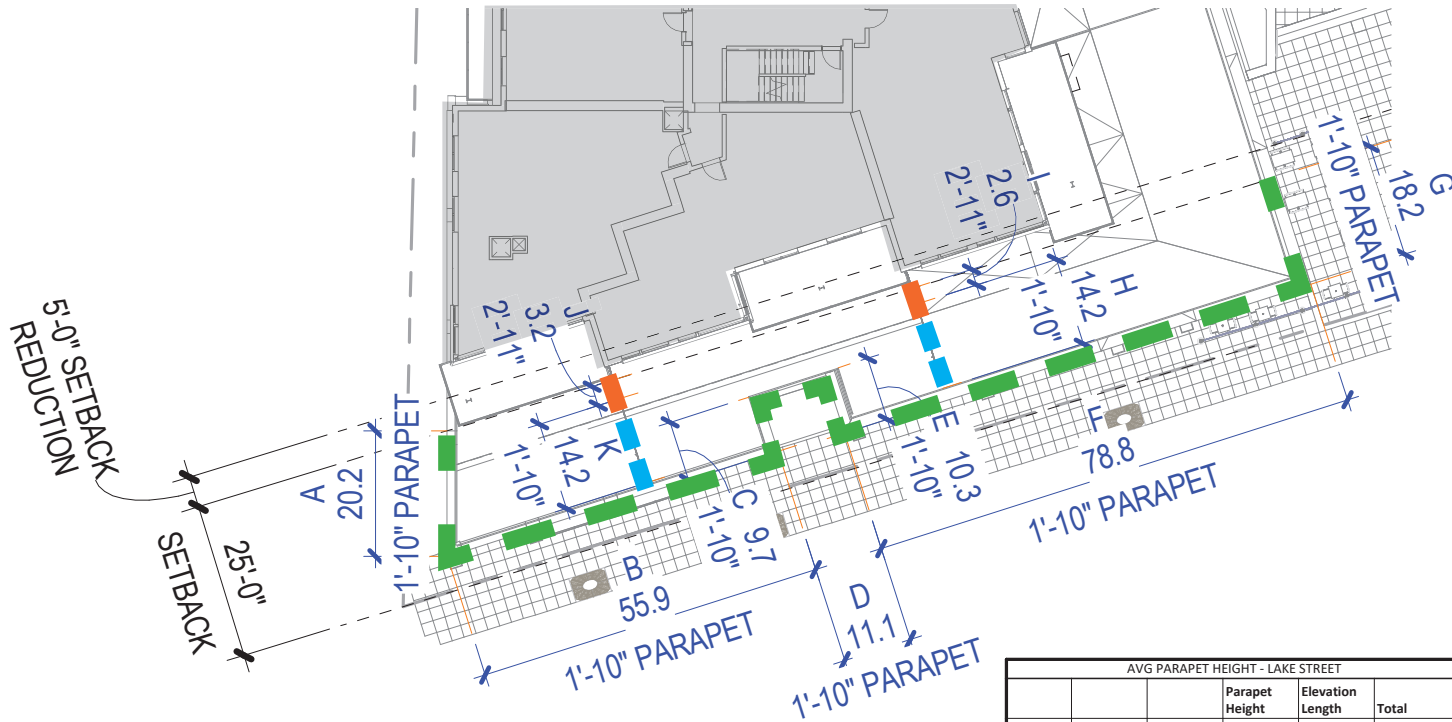 5'-0" SETBACK
REDUCTION
25'-0"
SETBACK
A
20.2
1'-10" PARAPET
J
3.2
2'-11"
K
14.2
1'-10"
B
55.9
1'-10" PARAPET
C 9.7
1'-10"
D
11.1
1'-10" PARAPET
E 10.3
1'-10"
F
78.8
1'-10" PARAPET
I
2.6
2'-11"
H
14.2
1'-10"
G
18.2
1'-10" PARAPET
AVG PARAPET HEIGHT - LAKE STREET
Parapet Height Elevation Length Total